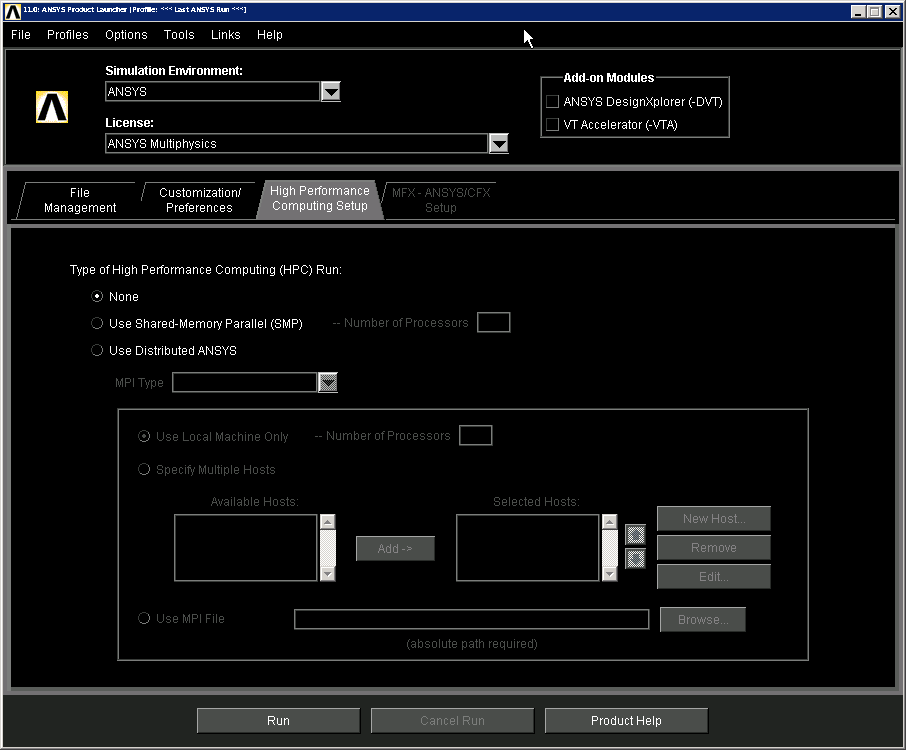 11.0: ANSYS Product Launcher [Profile: *** Last ANSYS Run ***]
File Profiles Options Tools Links Help
Simulation Environment:
ANSYS
License:
ANSYS Multiphysics
Add-on Modules
ANSYS DesignXplorer (-DVT)
VT Accelerator (-VTA)
File
Management
Customization/
Preferences
High Performance
Computing Setup
MFX - ANSYS/CFX
Setup
Type of High Performance Computing (HPC) Run:
None
Use Shared-Memory Parallel (SMP) -- Number of Processors
Use Distributed ANSYS
MPI Type
Use Local Machine Only -- Number of Processors
Specify Multiple Hosts
Available Hosts: Selected Hosts:
New Host...
Add -> Remove
Edit...
Use MPI File Browse...
(absolute path required)
Run Cancel Run Product Help